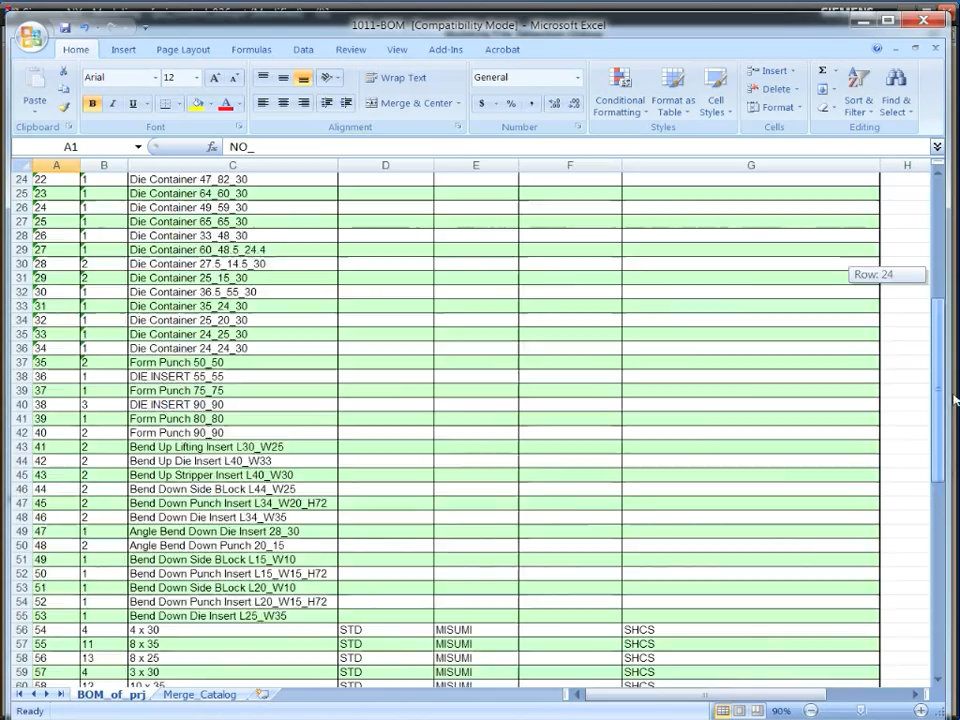 1011-BOM [Compatibility Mode] - Microsoft Excel
SIEMENS
Home Insert Page Layout Formulas Data Review View Add-Ins Acrobat
Paste
Arial 12
Wrap Text
General
Conditional Formatting
Format as Table
Cell Styles
Insert
Sort & Filter
Find & Select
B I U
Merge & Center
$ % ,
Delete
Format
Clipboard Font Alignment Number Styles Cells Editing
A1 fx NO_
A B C D E F G H
24 22 1 Die Container 47_82_30
25 23 1 Die Container 64_60_30
26 24 1 Die Container 49_59_30
27 25 1 Die Container 65_65_30
28 26 1 Die Container 33_48_30
29 27 1 Die Container 60_48.5_24.4
30 28 2 Die Container 27.5_14.5_30
Row: 24
31 29 2 Die Container 25_15_30
32 30 1 Die Container 36.5_55_30
33 31 1 Die Container 35_24_30
34 32 1 Die Container 25_20_30
35 33 1 Die Container 24_25_30
36 34 1 Die Container 24_24_30
37 35 2 Form Punch 50_50
38 36 1 DIE INSERT 55_55
39 37 1 Form Punch 75_75
40 38 3 DIE INSERT 90_90
41 39 1 Form Punch 80_80
42 40 2 Form Punch 90_90
43 41 2 Bend Up Lifting Insert L30_W25
44 42 2 Bend Up Die Insert L40_W33
45 43 2 Bend Up Stripper Insert L40_W30
46 44 2 Bend Down Side BLock L44_W25
47 45 2 Bend Down Punch Insert L34_W20_H72
48 46 2 Bend Down Die Insert L34_W35
49 47 1 Angle Bend Down Die Insert 28_30
50 48 2 Angle Bend Down Punch 20_15
51 49 1 Bend Down Side BLock L15_W10
52 50 1 Bend Down Punch Insert L15_W15_H72
53 51 1 Bend Down Side BLock L20_W10
54 52 1 Bend Down Punch Insert L20_W15_H72
55 53 1 Bend Down Die Insert L25_W35
56 54 4 4 x 30 STD MISUMI SHCS
57 55 11 8 x 35 STD MISUMI SHCS
58 56 13 8 x 25 STD MISUMI SHCS
59 57 4 3 x 30 STD MISUMI SHCS
60 58 12 10 x 35 STD MISUMI SHCS
BOM_of_prj Merge_Catalog
Ready 90%